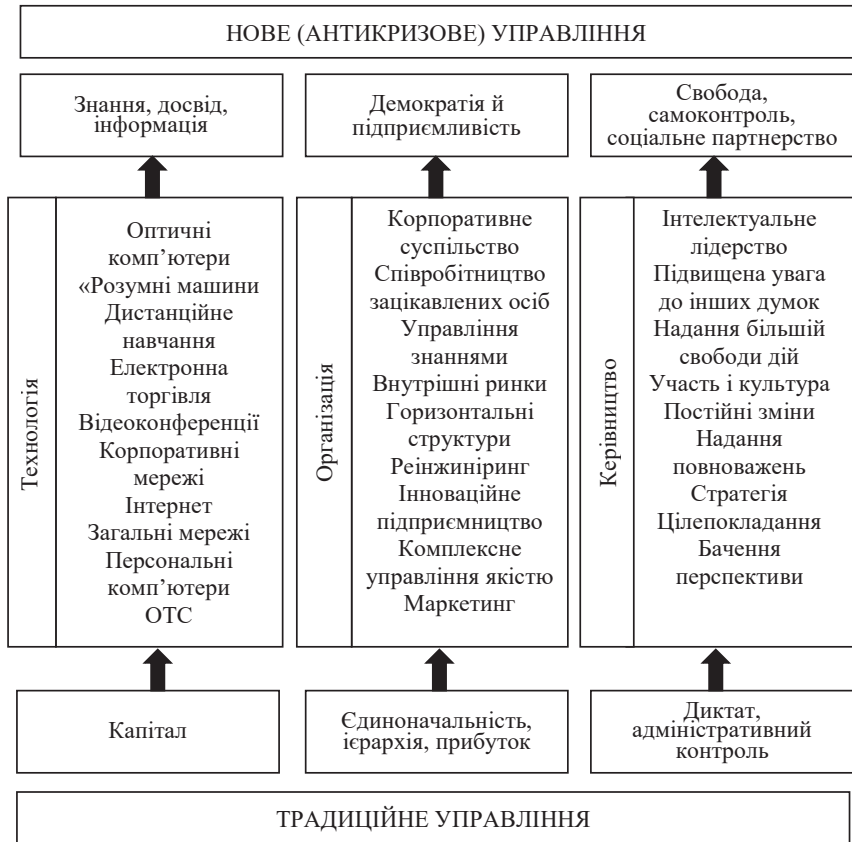 НОВЕ (АНТИКРИЗОВЕ) УПРАВЛІННЯ
Знання, досвід,
інформація
Демократія й
підприємливість
Свобода,
самоконтроль,
соціальне партнерство
Технологія
Оптичні
комп’ютери
«Розумні машини
Дистанційне
навчання
Електронна
торгівля
Відеоконференції
Корпоративні
мережі
Інтернет
Загальні мережі
Персональні
комп’ютери
ОТС
Організація
Корпоративне
суспільство
Співробітництво
зацікавлених осіб
Управління
знаннями
Внутрішні ринки
Горизонтальні
структури
Реінжиніринг
Інноваційне
підприємництво
Комплексне
управління якістю
Маркетинг
Керівництво
Інтелектуальне
лідерство
Підвищена увага
до інших думок
Надання більшій
свободи дій
Участь і культура
Постійні зміни
Надання
повноважень
Стратегія
Цілепокладання
Бачення
перспективи
Капітал
Єдиноначальність,
ієрархія, прибуток
Диктат,
адміністративний
контроль
ТРАДИЦІЙНЕ УПРАВЛІННЯ